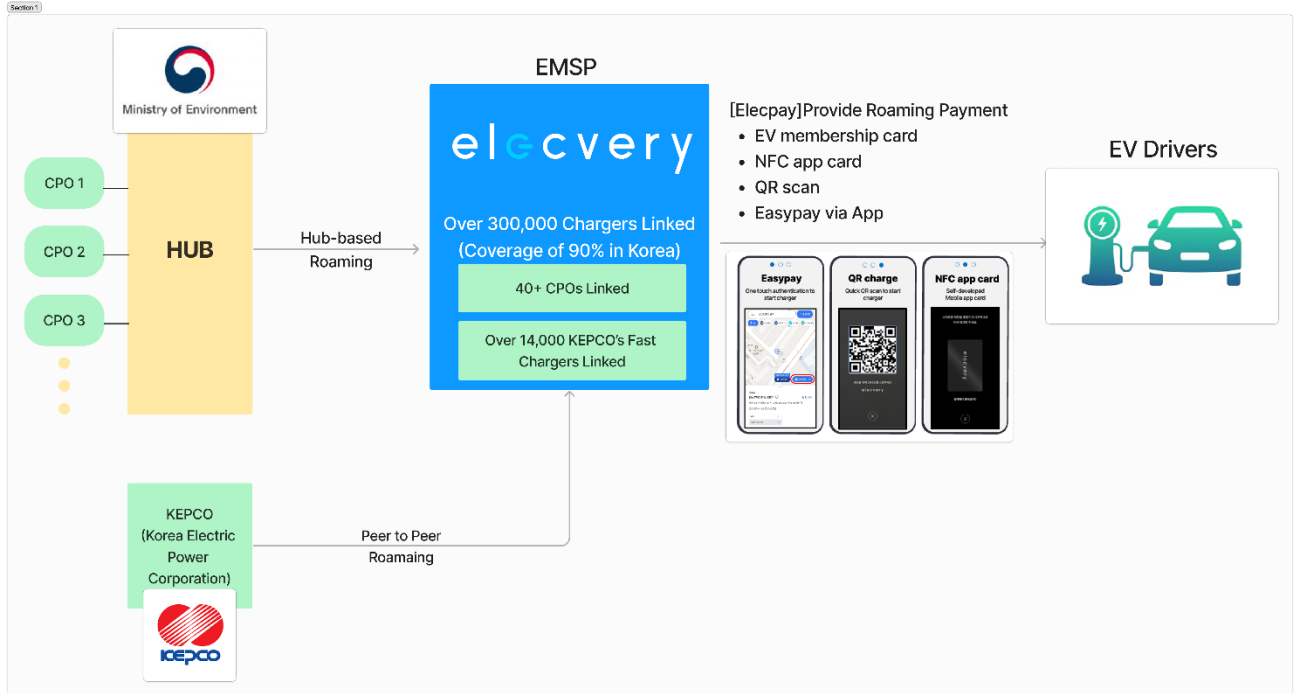 Section 1
Ministry of Environment
CPO 1
CPO 2
CPO 3
HUB
Hub-based
Roaming
EMSP
elecvery
Over 300,000 Chargers Linked
(Coverage of 90% in Korea)
40+ CPOs Linked
Over 14,000 KEPCO's Fast
Chargers Linked
[Elecpay]Provide Roaming Payment
• EV membership card
• NFC app card
• QR scan
• Easypay via App
Easypay
One touch authentication to
start charger
QR charge
Quick QR scan to start
charger
elecvery
NFC app card
Self-developed
Mobile app card
elecvery
EV Drivers
KEPCO
(Korea Electric
Power
Corporation)
KEPCO
Peer to Peer
Roamaing